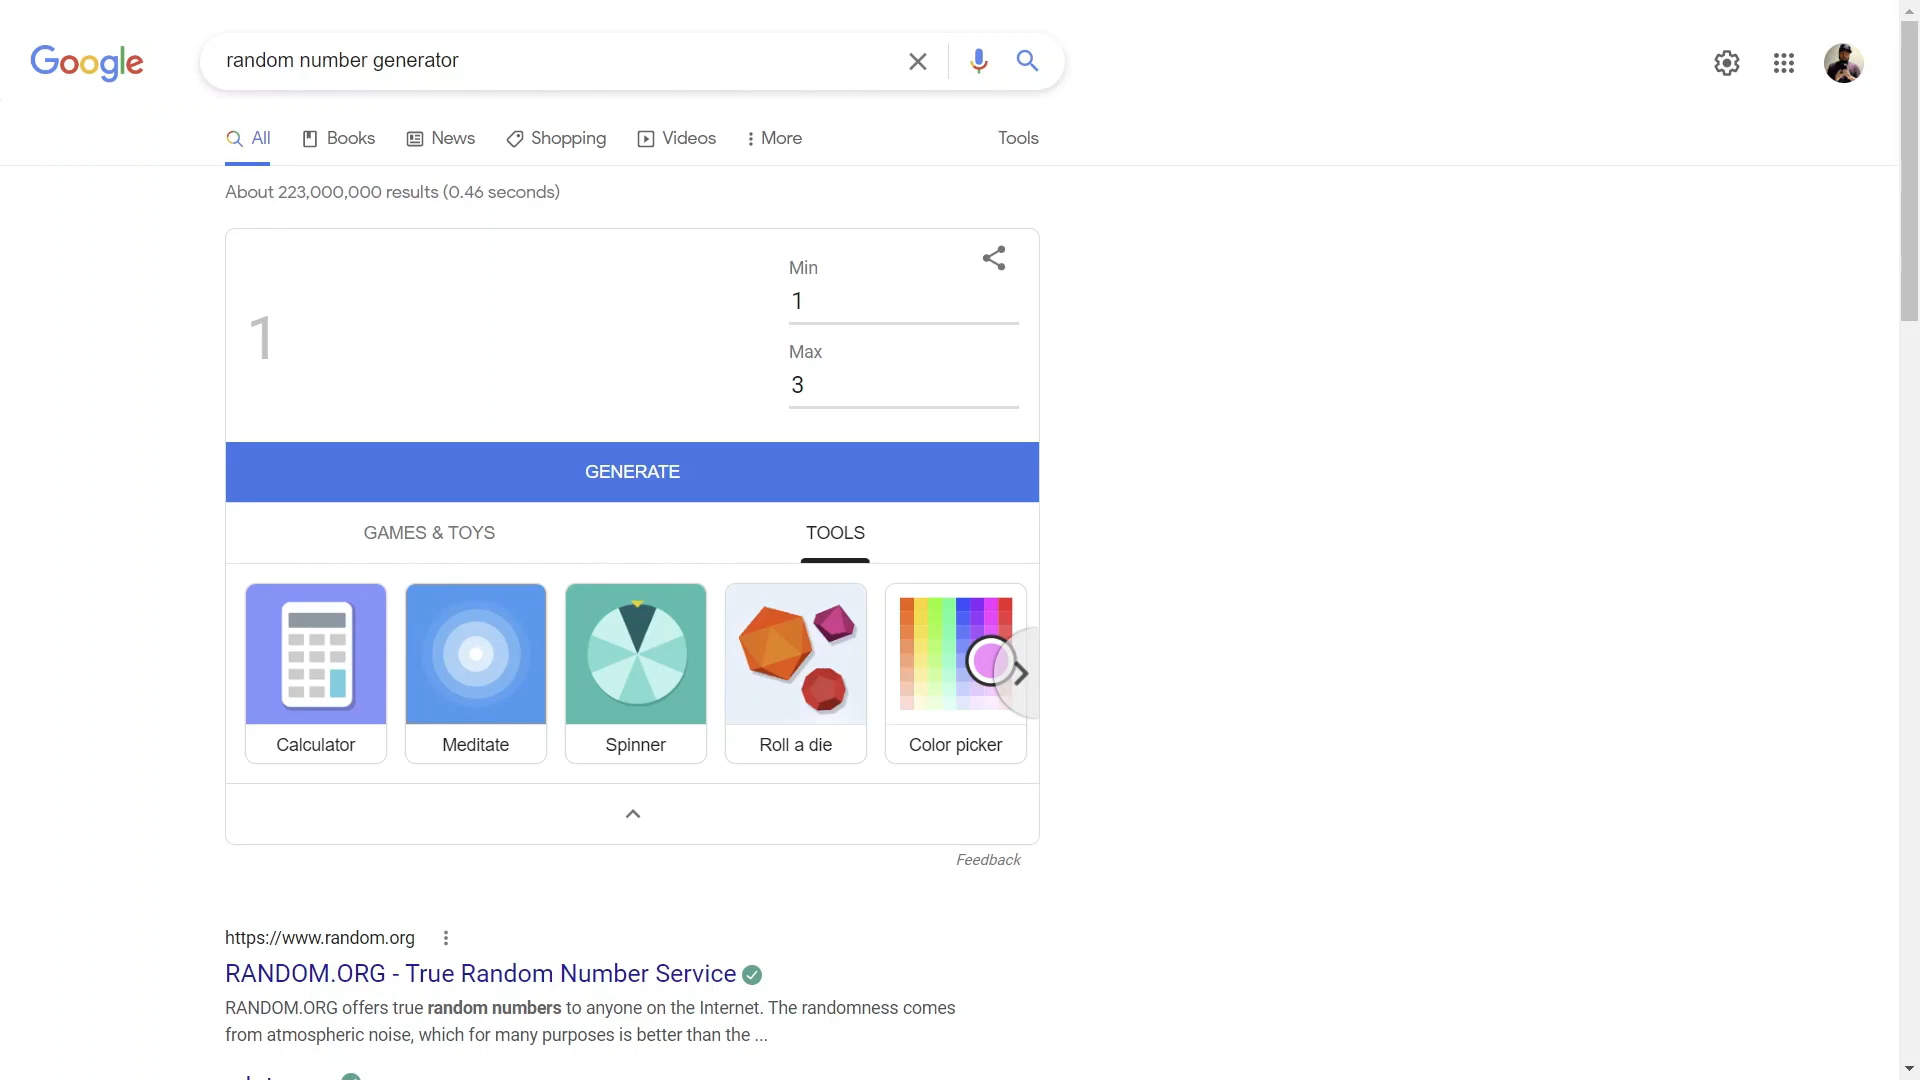 Google
random number generator
All Books News Shopping Videos More Tools
About 223,000,000 results (0.46 seconds)
1
Min
1
Max
3
GENERATE
GAMES & TOYS TOOLS
Calculator Meditate Spinner Roll a die Color picker
Feedback
https://www.random.org
RANDOM.ORG - True Random Number Service
RANDOM.ORG offers true random numbers to anyone on the Internet. The randomness comes
from atmospheric noise, which for many purposes is better than the ...